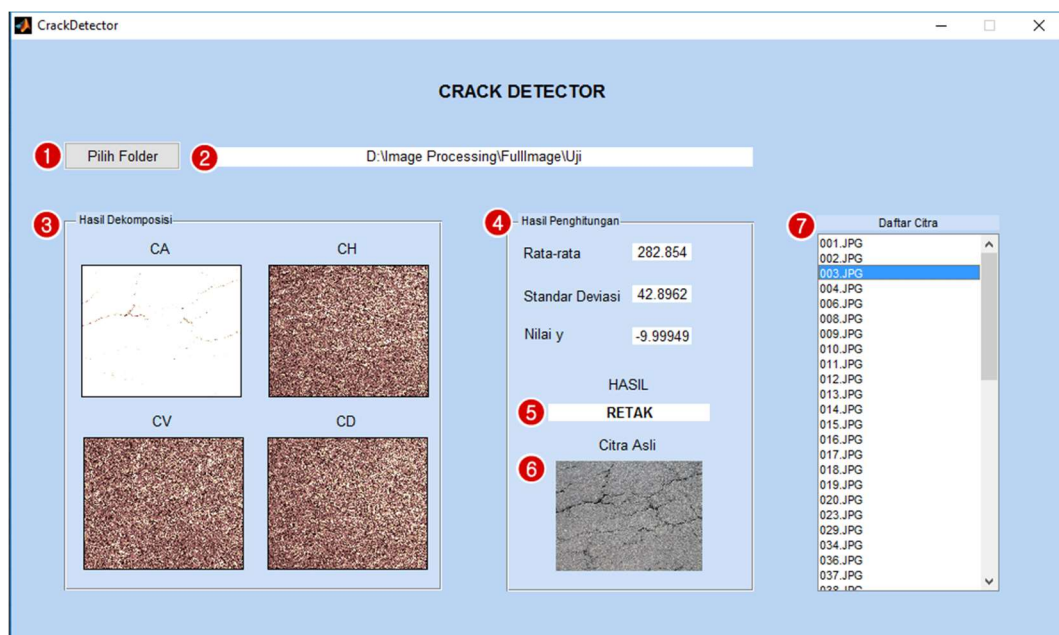 CrackDetector
CRACK DETECTOR
1
Pilih Folder
2
D:\Image Processing\FullImage\Uji
3
Hasil Dekomposisi
CA
CH
CV
CD
4
Hasil Penghitungan
Rata-rata
282.854
Standar Deviasi
42.8962
Nilai y
-9.99949
HASIL
5
RETAK
Citra Asli
6
7
Daftar Citra
001.JPG
002.JPG
003.JPG
004.JPG
006.JPG
008.JPG
009.JPG
010.JPG
011.JPG
012.JPG
013.JPG
014.JPG
015.JPG
016.JPG
017.JPG
018.JPG
019.JPG
020.JPG
023.JPG
029.JPG
034.JPG
036.JPG
037.JPG
038.JPG